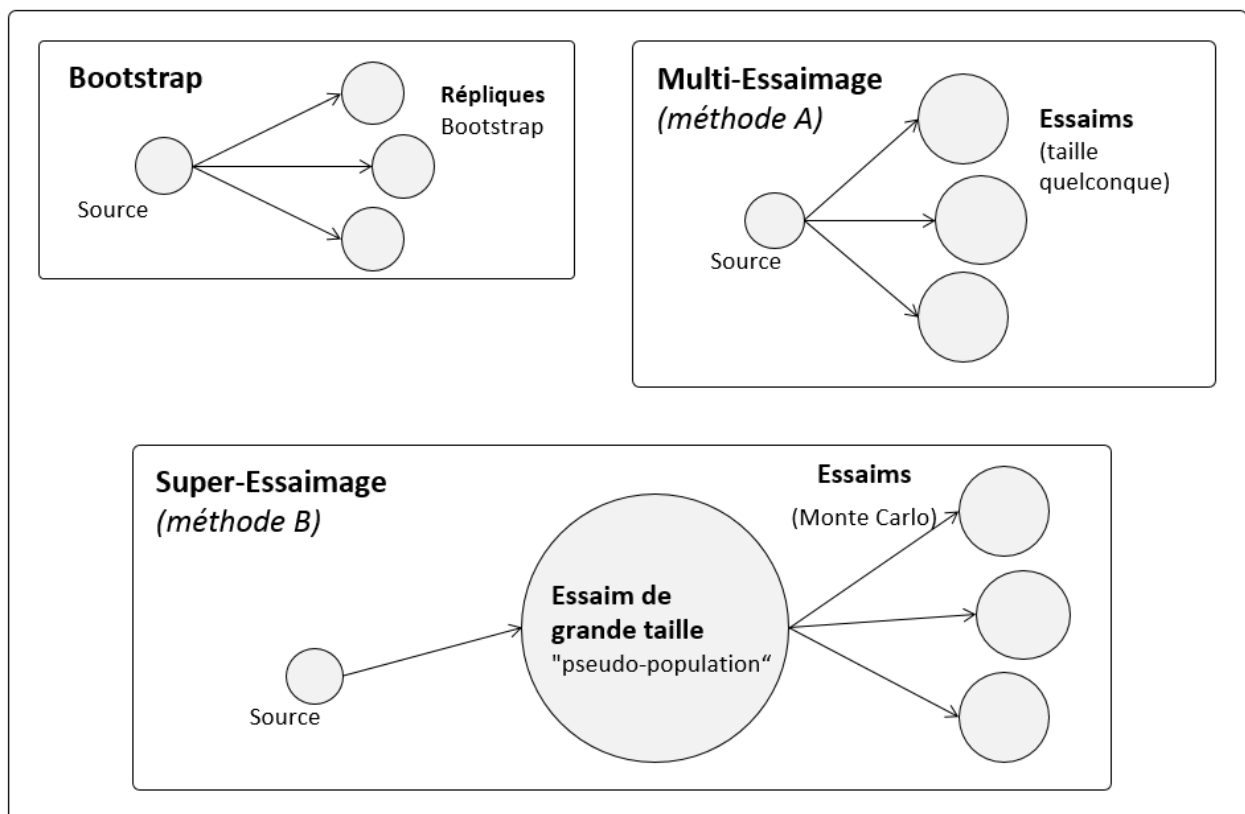 Bootstrap
Répliques
Bootstrap
Source
Multi-Essaimage
(méthode A)
Essaims
(taille
quelconque)
Source
Super-Essaimage
(méthode B)
Essaims
(Monte Carlo)
Essaim de
grande taille
"pseudo-population“
Source